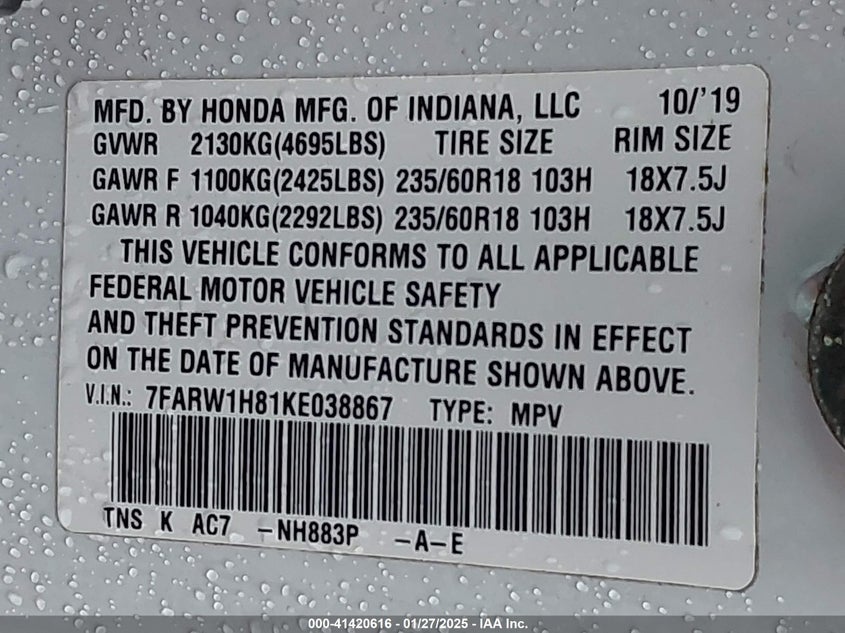 MFD. BY HONDA MFG. OF INDIANA, LLC 10/'19
GVWR 2130KG(4695LBS) TIRE SIZE RIM SIZE
GAWR F 1100KG(2425LBS) 235/60R18 103H 18X7.5J
GAWR R 1040KG(2292LBS) 235/60R18 103H 18X7.5J
THIS VEHICLE CONFORMS TO ALL APPLICABLE
FEDERAL MOTOR VEHICLE SAFETY
AND THEFT PREVENTION STANDARDS IN EFFECT
ON THE DATE OF MANUFACTURE SHOWN ABOVE.
V.I.N.: 7FARW1H81KE038867 TYPE: MPV
TNS K AC7 -NH883P -A-E
000-41420616 - 01/27/2025 - IAA Inc.